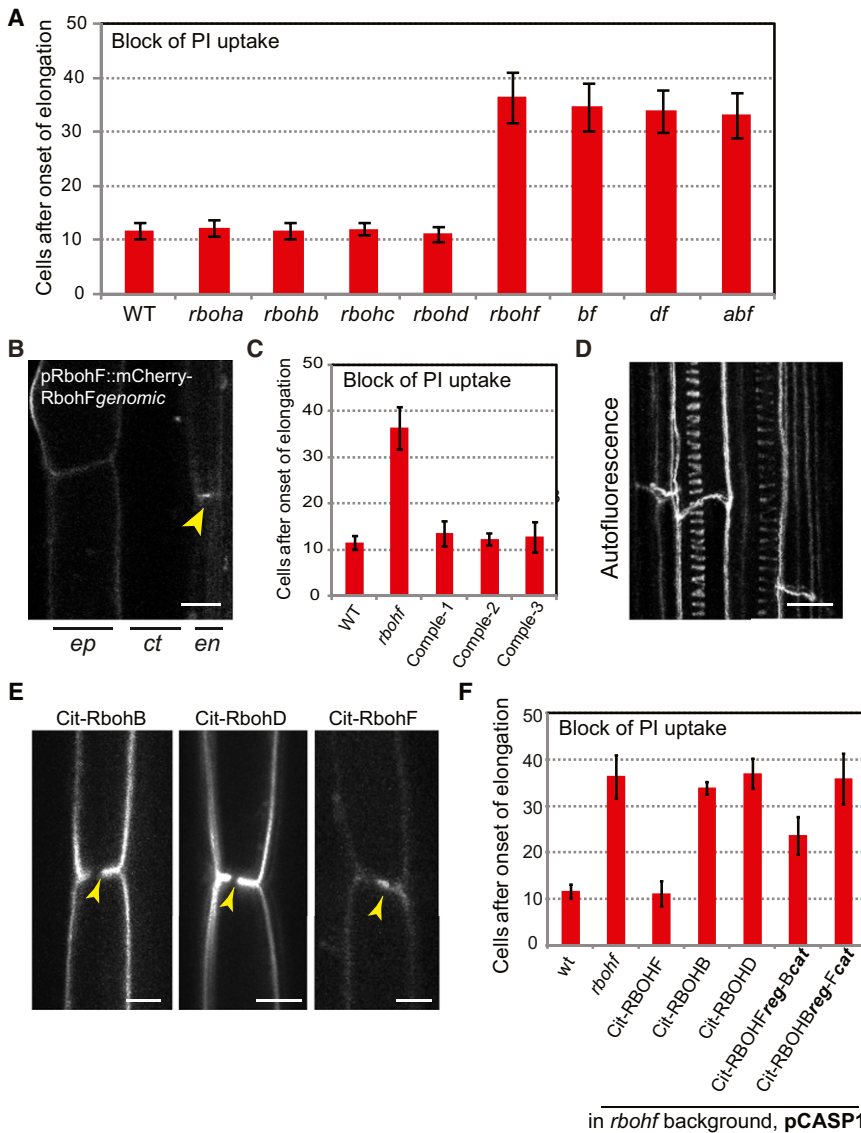 A
Block of PI uptake
Cells after onset of elongation
50
40
30
20
10
0
WT rboha rbohb rbohc rbohd rbohf bf df abf
B
pRbohF::mCherry-
RbohFgenomic
ep ct en
C
Block of PI uptake
Cells after onset of elongation
50
40
30
20
10
0
WT
rbohf
Comple-1
Comple-2
Comple-3
D
Autofluorescence
E
Cit-RbohB Cit-RbohD Cit-RbohF
F
Block of PI uptake
Cells after onset of elongation
50
40
30
20
10
0
wt
rbohf
Cit-RBOHF
Cit-RBOHB
Cit-RBOHD
Cit-RBOHFreg-Bcat
Cit-RBOHBreg-Fcat
in rbohf background, pCASP1